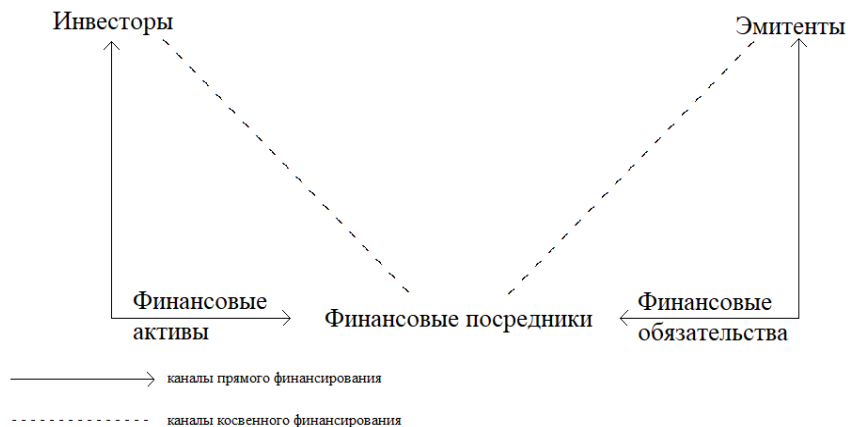 Инвесторы
Эмитенты
Финансовые
активы
Финансовые посредники
Финансовые
обязательства
каналы прямого финансирования
каналы косвенного финансирования